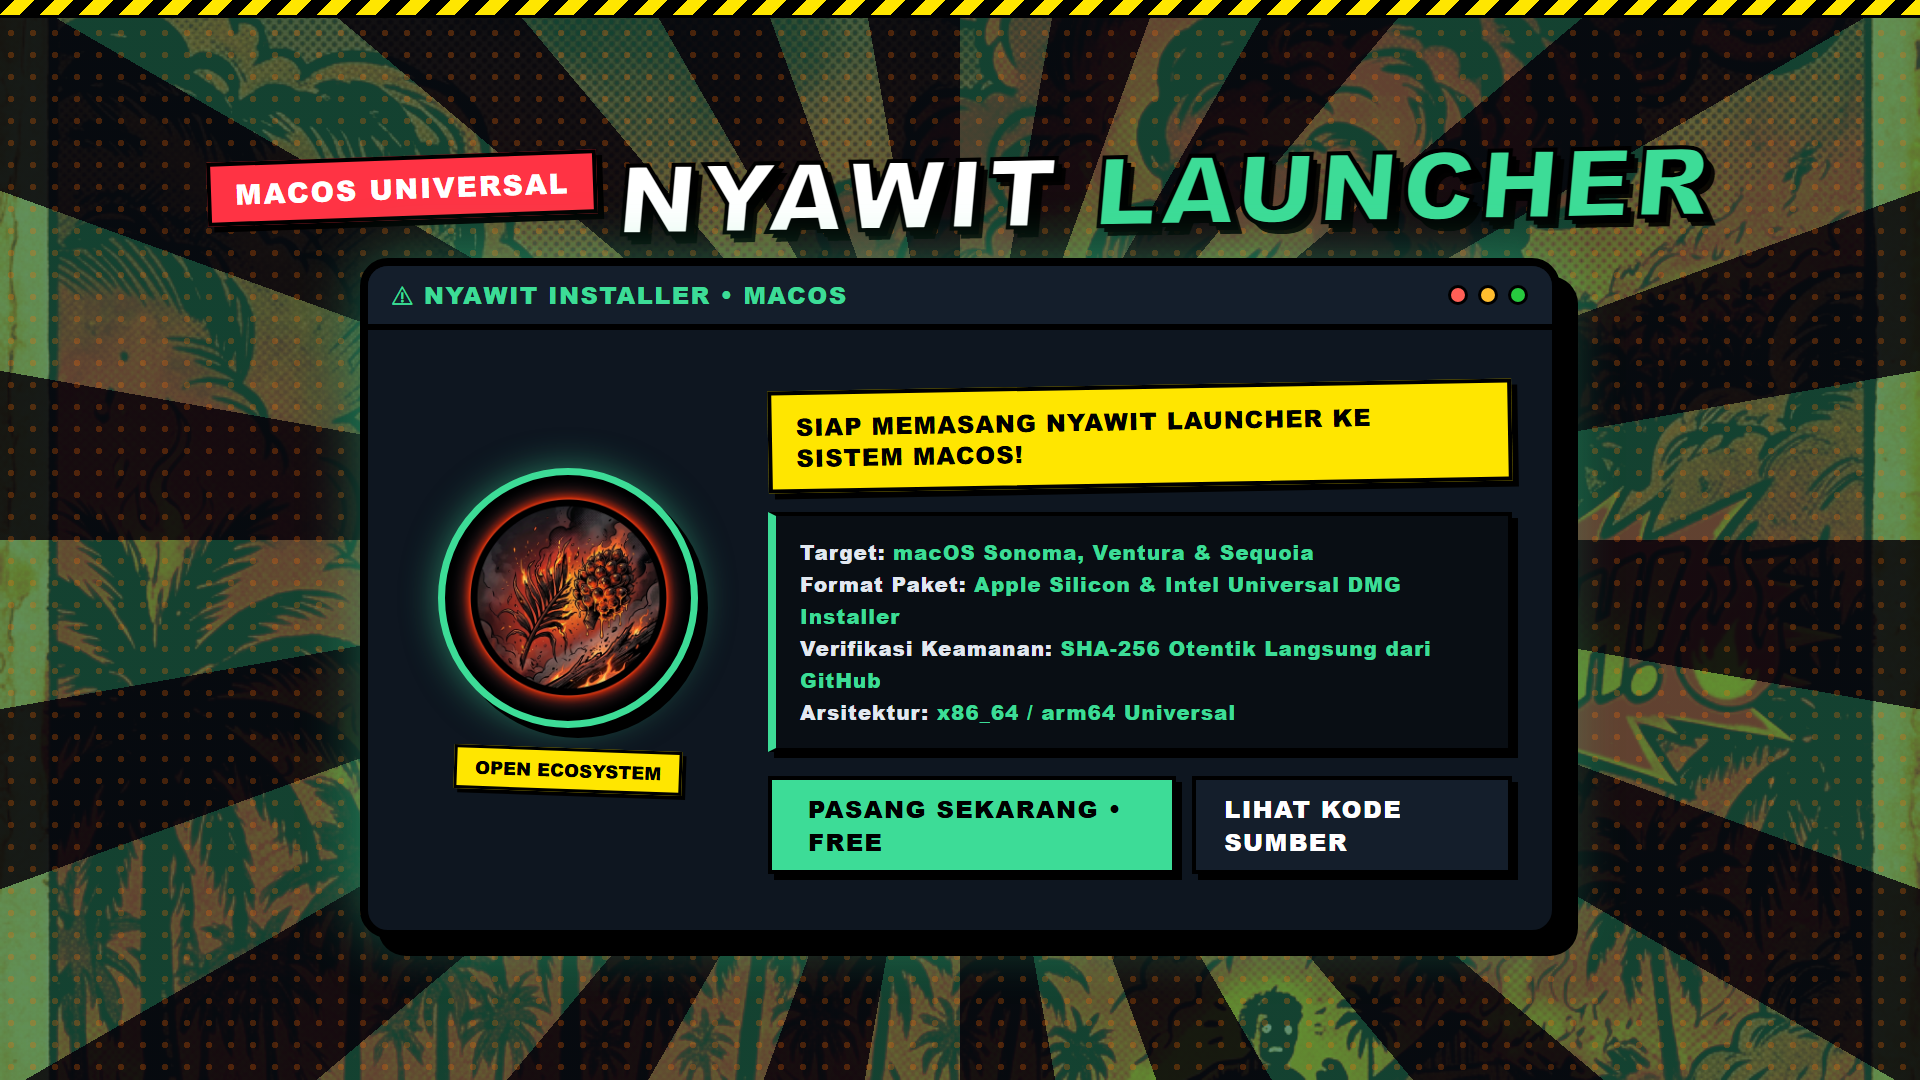 MACOS UNIVERSAL
NYAWIT LAUNCHER
⚠ NYAWIT INSTALLER • MACOS
SIAP MEMASANG NYAWIT LAUNCHER KE
SISTEM MACOS!
Target: macOS Sonoma, Ventura & Sequoia
Format Paket: Apple Silicon & Intel Universal DMG
Installer
Verifikasi Keamanan: SHA-256 Otentik Langsung dari
GitHub
Arsitektur: x86_64 / arm64 Universal
OPEN ECOSYSTEM
PASANG SEKARANG •
FREE
LIHAT KODE
SUMBER